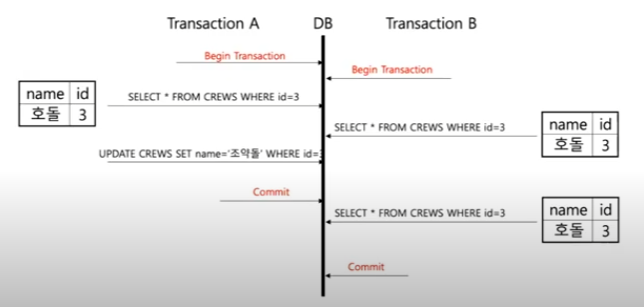 Transaction A DB Transaction B
Begin Transaction
Begin Transaction
name id
호돌 3
SELECT * FROM CREWS WHERE id=3
SELECT * FROM CREWS WHERE id=3
name id
호돌 3
UPDATE CREWS SET name='조약돌' WHERE id=3
Commit
SELECT * FROM CREWS WHERE id=3
name id
호돌 3
Commit